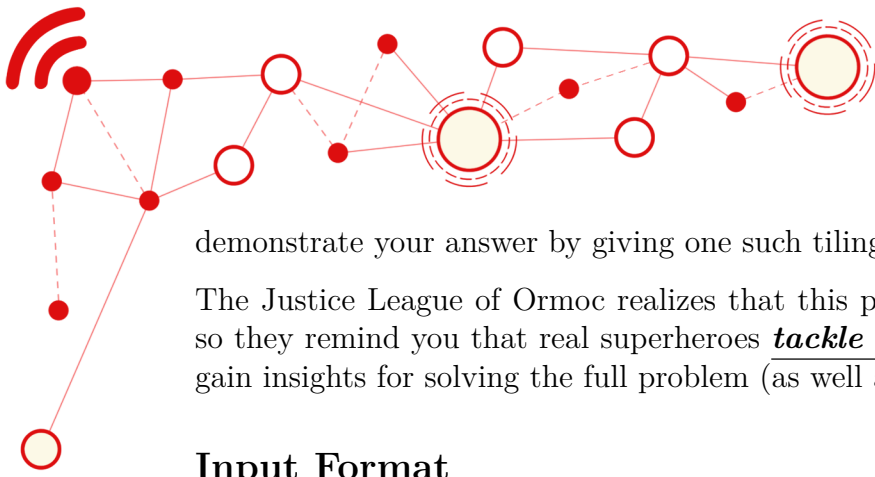 demonstrate your answer by giving one such tiling
The Justice League of Ormoc realizes that this
so they remind you that real superheroes tackle
gain insights for solving the full problem (as well
Input Format